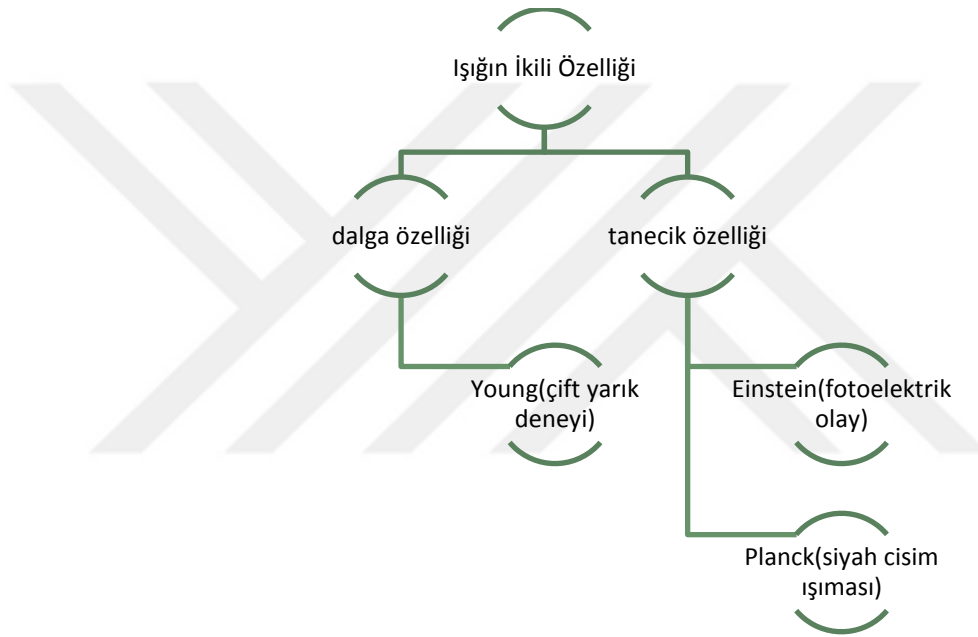 Işığın İkili Özelliği
dalga özelliği
tanecik özelliği
Young(çift yarık
deneyi)
Einstein(fotoelektrik
olay)
Planck(siyah cisim
ışıması)